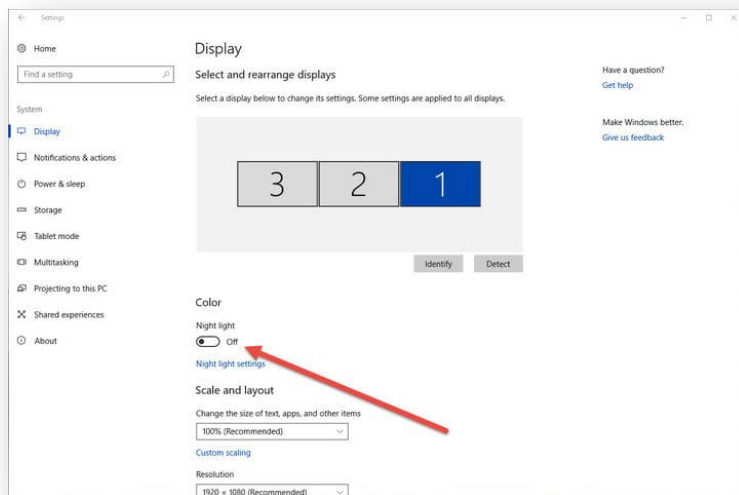 Settings
Home
Find a setting
System
Display
Notifications & actions
Power & sleep
Storage
Tablet mode
Multitasking
Projecting to this PC
Shared experiences
About
Display
Select and rearrange displays
Select a display below to change its settings. Some settings are applied to all displays.
3 2 1
Identify Detect
Color
Night light
Off
Night light settings
Scale and layout
Change the size of text, apps, and other items
100% (Recommended)
Custom scaling
Resolution
1920 × 1080 (Recommended)
Have a question?
Get help
Make Windows better.
Give us feedback